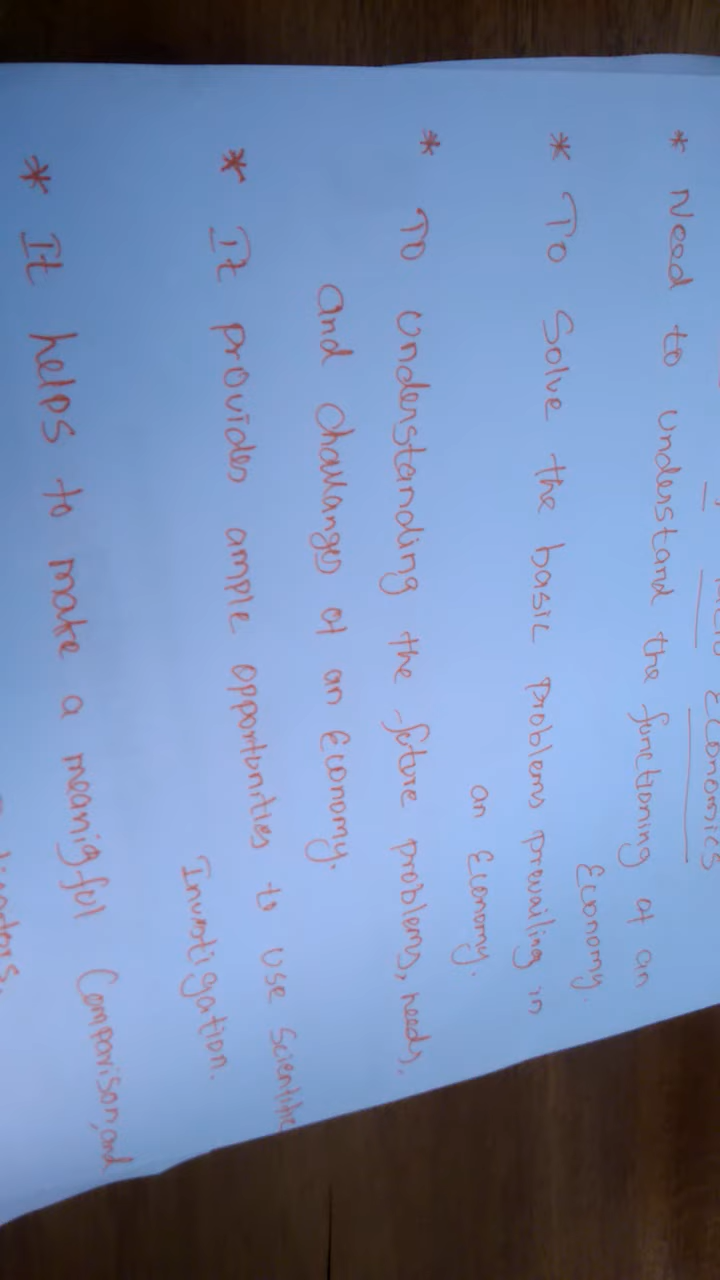 Economics
* Need to understand the functioning of an
Economy.
* To Solve the basic problems prevailing in
an Economy.
* To understanding the future problems, needs,
and challanges of an Economy.
* It provides ample opportunities to use Scientific
Investigation.
* It helps to make a meanigful Comparison, and